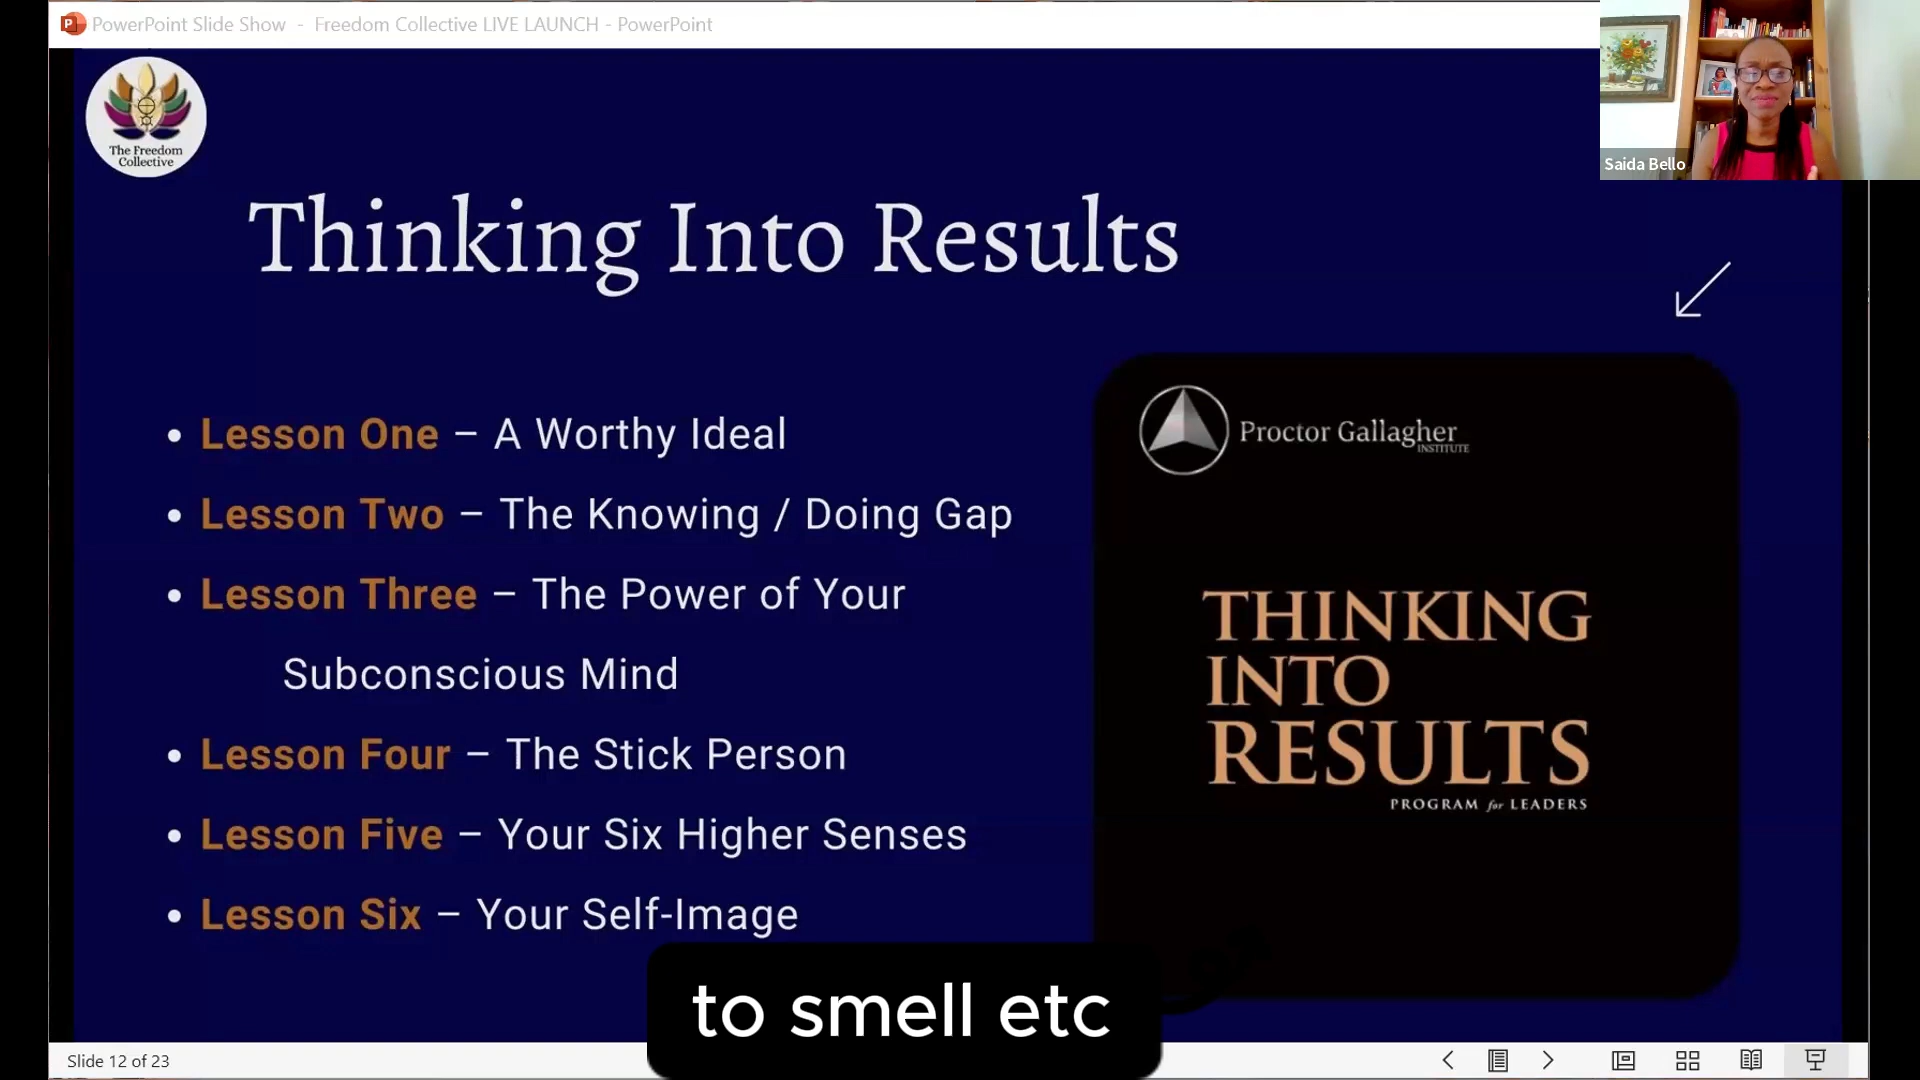 PowerPoint Slide Show - Freedom Collective LIVE LAUNCH - PowerPoint
The Freedom
Collective
Saida Bello
Thinking Into Results
• Lesson One – A Worthy Ideal
• Lesson Two – The Knowing / Doing Gap
• Lesson Three – The Power of Your
Subconscious Mind
• Lesson Four – The Stick Person
• Lesson Five – Your Six Higher Senses
• Lesson Six – Your Self-Image
Proctor Gallagher
INSTITUTE
THINKING
INTO
RESULTS
PROGRAM for LEADERS
to smell etc
Slide 12 of 23